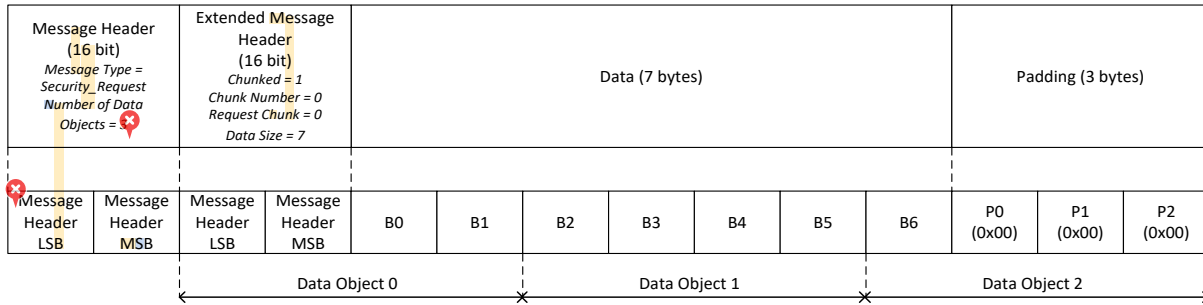 Message Header
(16 bit)
Message Type =
Security_Request
Number of Data
Objects = 3
Extended Message
Header
(16 bit)
Chunked = 1
Chunk Number = 0
Request Chunk = 0
Data Size = 7
Data (7 bytes)
Padding (3 bytes)
Message
Header
LSB
Message
Header
MSB
Message
Header
LSB
Message
Header
MSB
B0
B1
B2
B3
B4
B5
B6
P0
(0x00)
P1
(0x00)
P2
(0x00)
Data Object 0
Data Object 1
Data Object 2